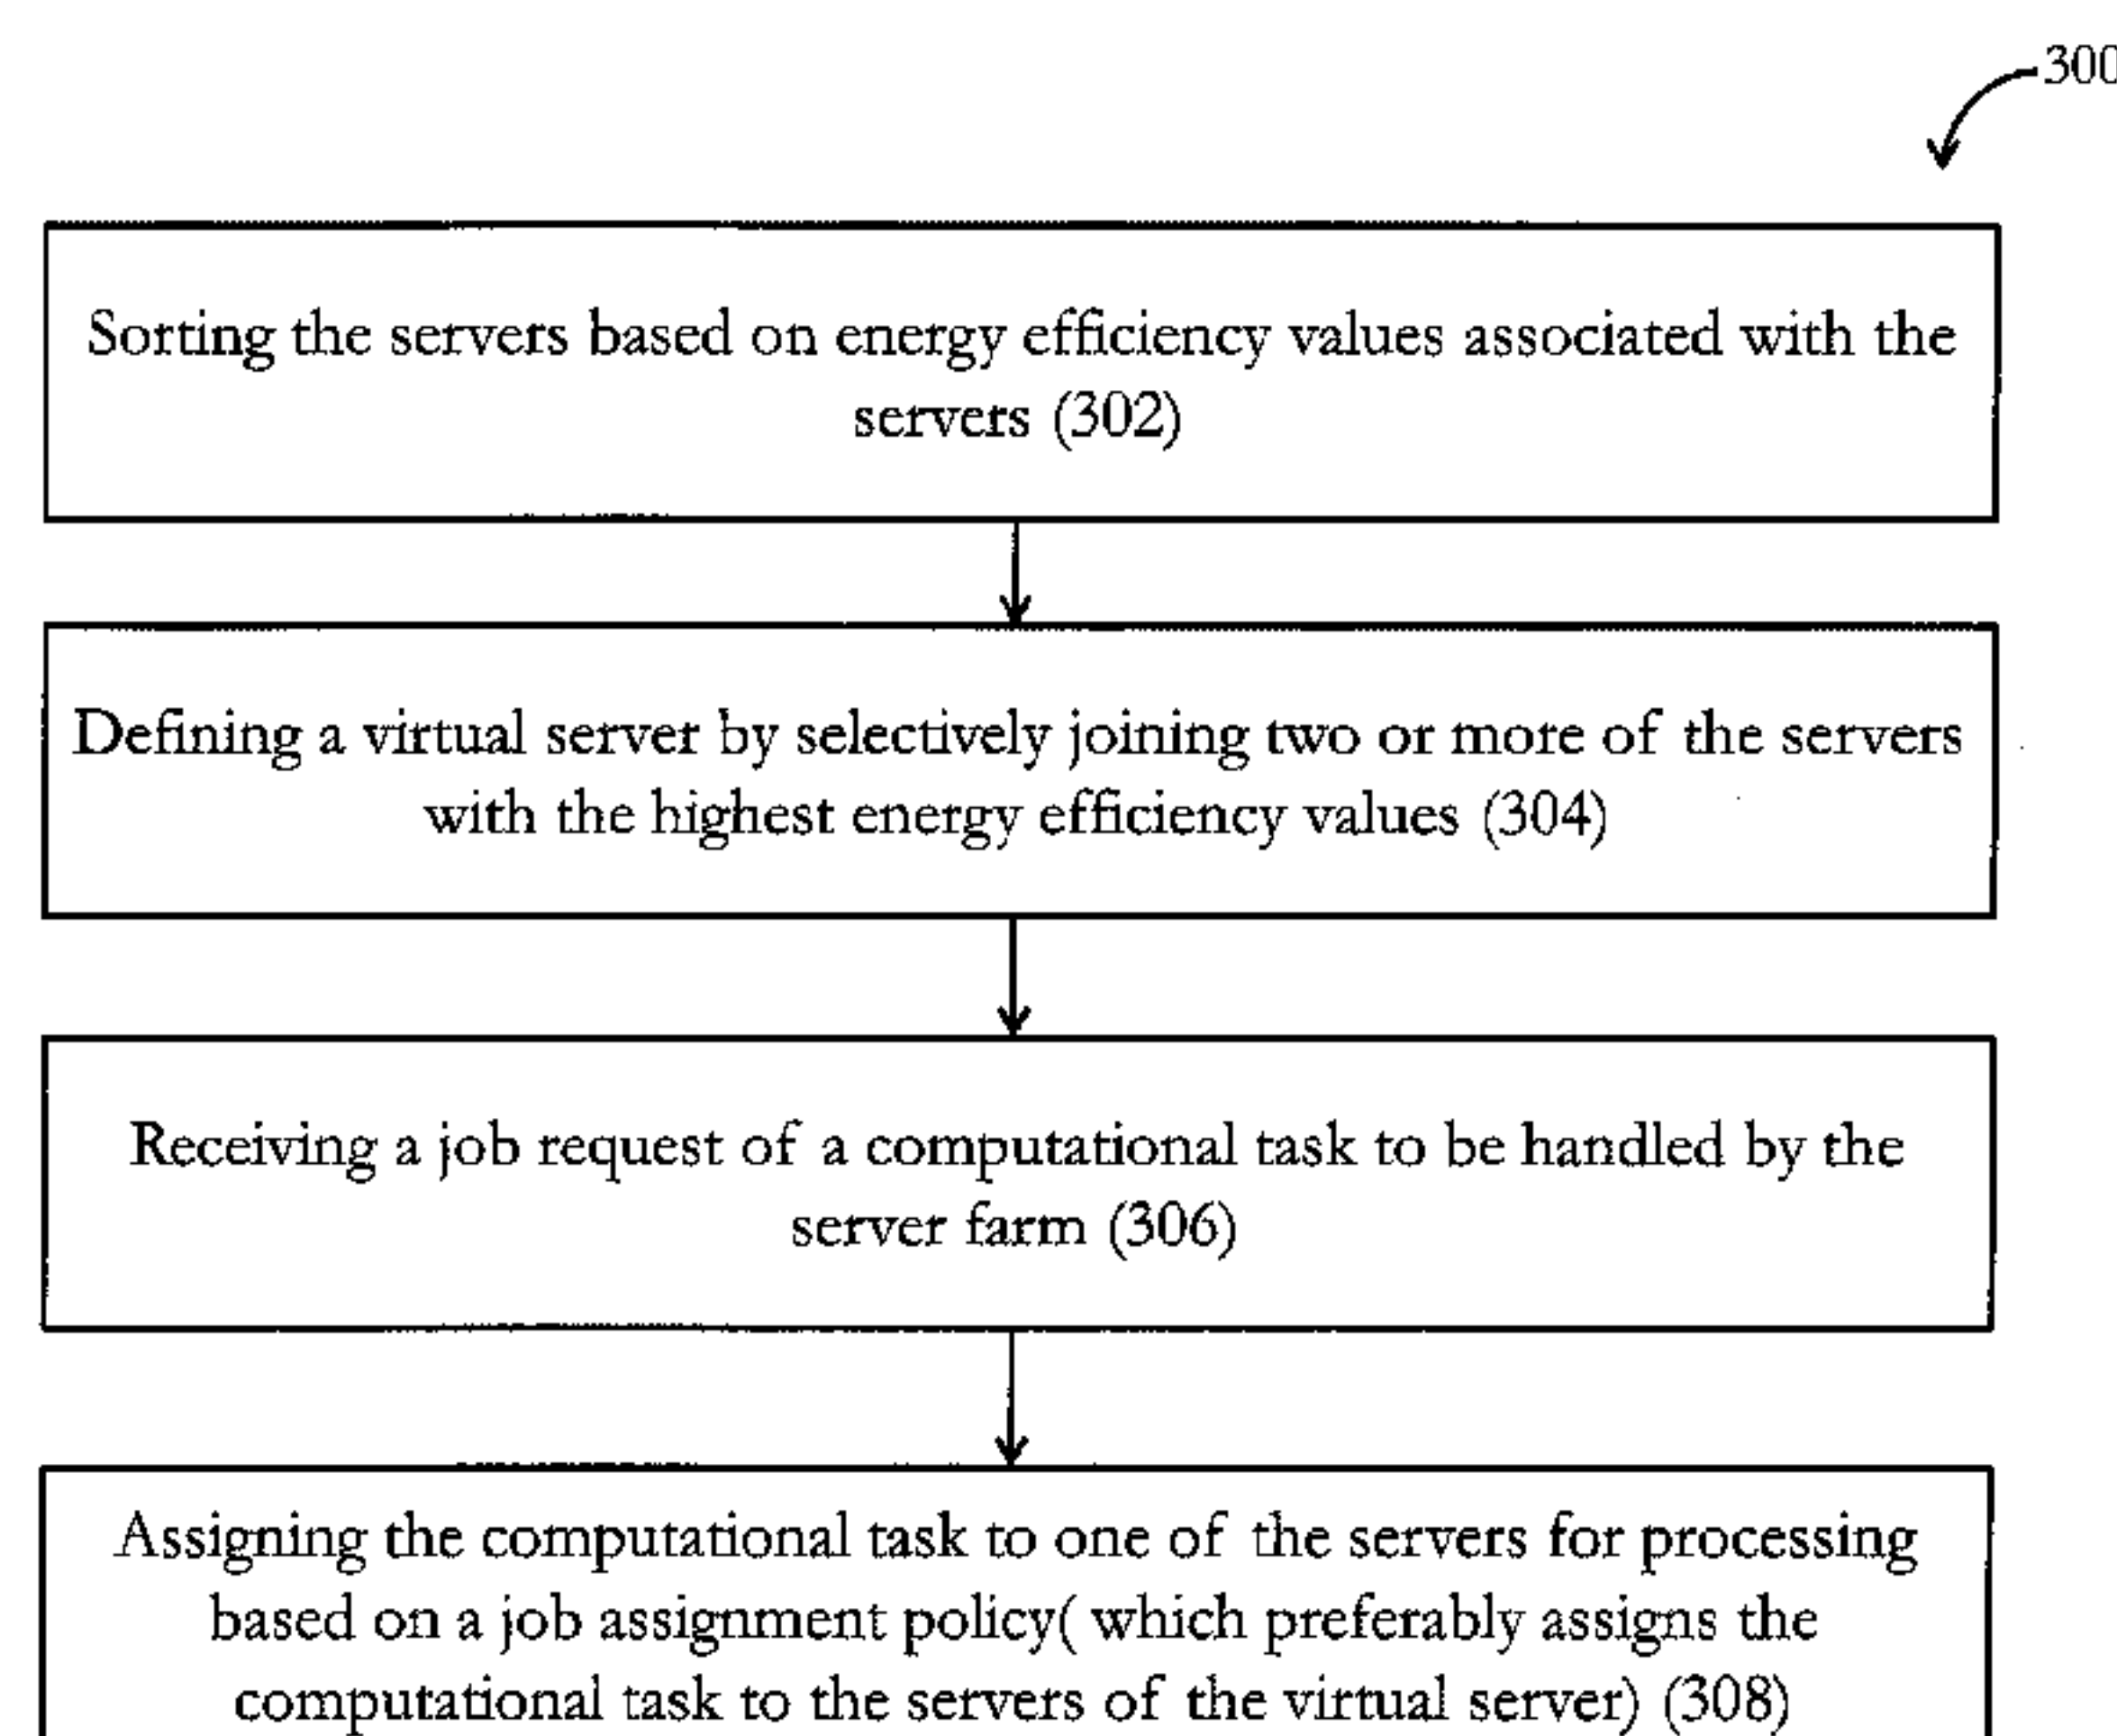 300
Sorting the servers based on energy efficiency values associated with the
servers (302)
Defining a virtual server by selectively joining two or more of the servers
with the highest energy efficiency values (304)
Receiving a job request of a computational task to be handled by the
server farm (306)
Assigning the computational task to one of the servers for processing
based on a job assignment policy( which preferably assigns the
computational task to the servers of the virtual server) (308)